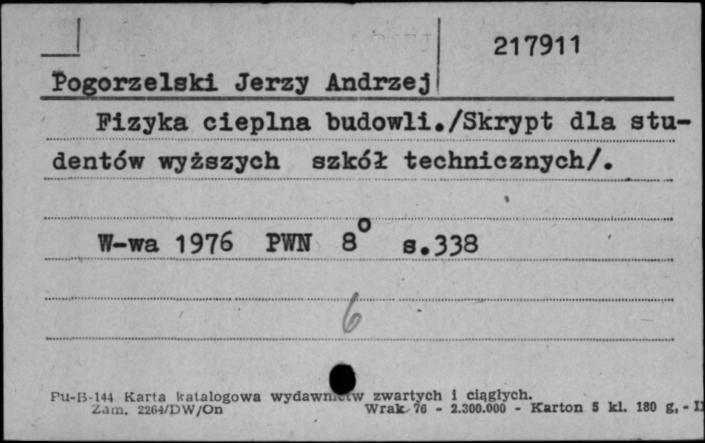 217911
Pogorzelski Jerzy Andrzej
Fizyka cieplna budowli./Skrypt dla stu-
dentów wyższych szkół technicznych/.
W-wa 1976 PWN 8° s.338
6
Pu-B-144 Karta katalogowa wydawnictw zwartych i ciągłych.
Zam. 2264/DW/On Wrak 76 - 2.300.000 - Karton 5 kl. 180 g, -